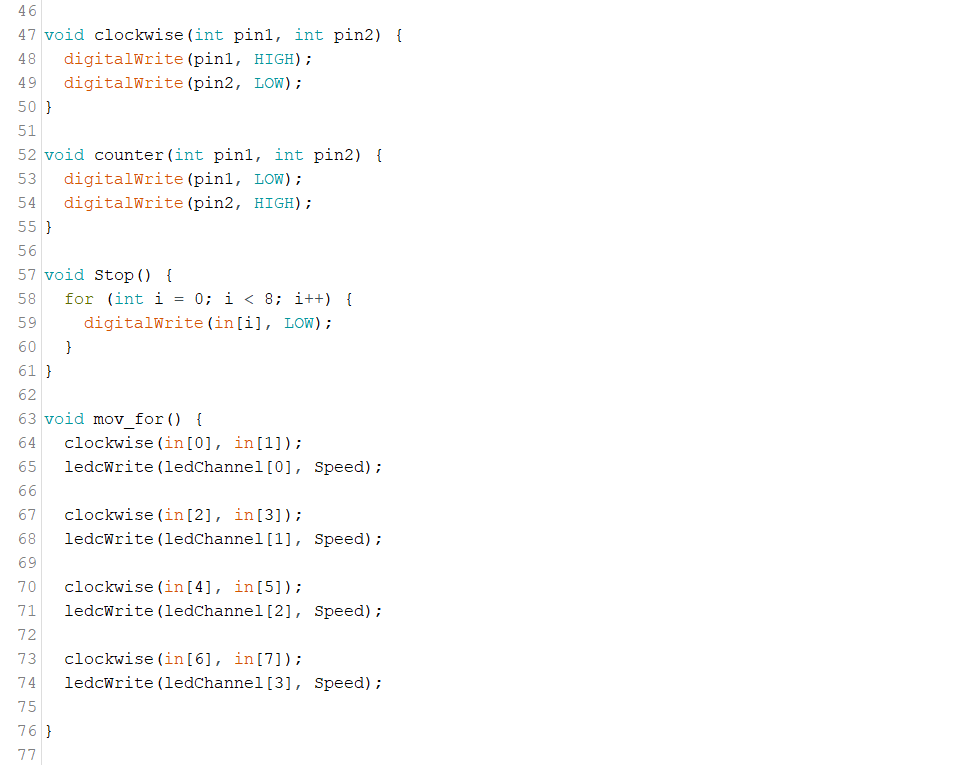 46
47 void clockwise(int pin1, int pin2) {
48   digitalWrite(pin1, HIGH);
49   digitalWrite(pin2, LOW);
50 }
51
52 void counter(int pin1, int pin2) {
53   digitalWrite(pin1, LOW);
54   digitalWrite(pin2, HIGH);
55 }
56
57 void Stop() {
58   for (int i = 0; i < 8; i++) {
59     digitalWrite(in[i], LOW);
60   }
61 }
62
63 void mov_for() {
64   clockwise(in[0], in[1]);
65   ledcWrite(ledChannel[0], Speed);
66
67   clockwise(in[2], in[3]);
68   ledcWrite(ledChannel[1], Speed);
69
70   clockwise(in[4], in[5]);
71   ledcWrite(ledChannel[2], Speed);
72
73   clockwise(in[6], in[7]);
74   ledcWrite(ledChannel[3], Speed);
75
76 }
77